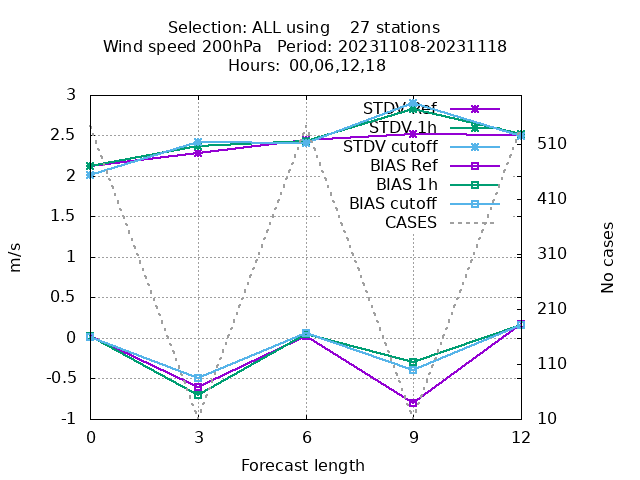 Selection: ALL using    27 stations
Wind speed 200hPa   Period: 20231108-20231118
Hours: 00,06,12,18
STDV Ref
STDV 1h
STDV cutoff
BIAS Ref
BIAS 1h
BIAS cutoff
CASES
3
2.5
2
1.5
1
0.5
0
-0.5
-1
m/s
510
410
310
210
110
10
No cases
0 3 6 9 12
Forecast length